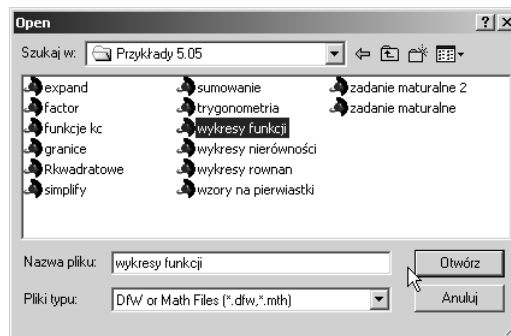 Open
Szukaj w: Przykłady 5.05
expand
factor
funkcje kc
granice
Rkwadratowe
simplify
sumowanie
trygonometria
wykresy funkcji
wykresy nierówności
wykresy rownan
wzory na pierwiastki
zadanie maturalne 2
zadanie maturalne
Nazwa pliku: wykresy funkcji Otwórz
Pliki typu: DfW or Math Files (*.dfw,*.mth) Anuluj